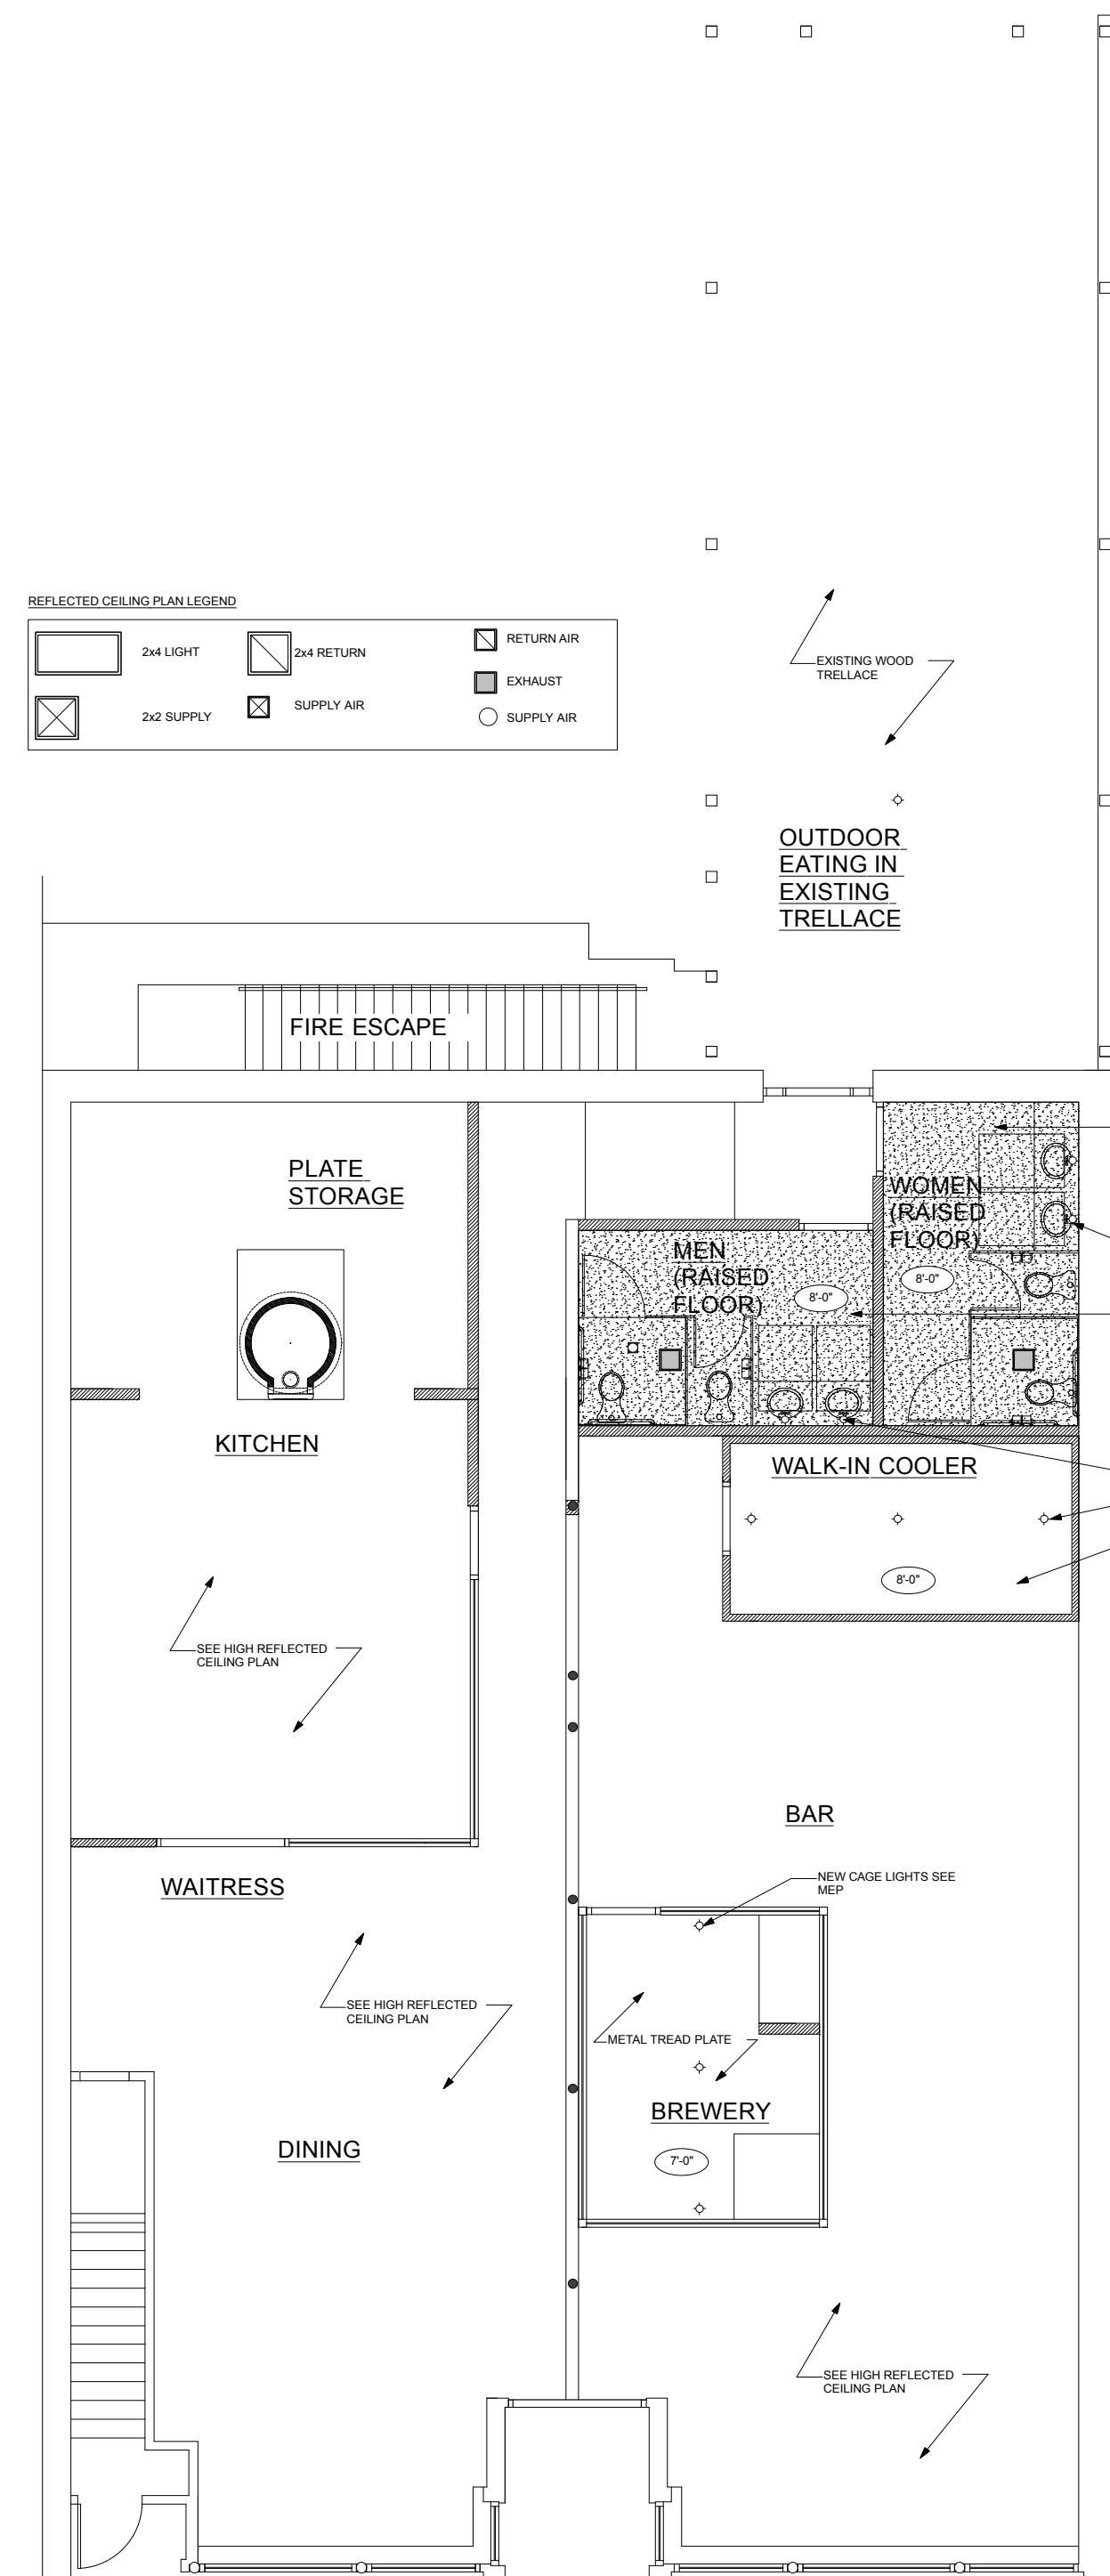 REFLECTED CEILING PLAN LEGEND
2x4 LIGHT
2x4 RETURN
RETURN AIR
EXHAUST
2x2 SUPPLY
SUPPLY AIR
SUPPLY AIR
EXISTING WOOD
TRELLACE
OUTDOOR
EATING IN
EXISTING
TRELLACE
FIRE ESCAPE
PLATE
STORAGE
WOMEN
(RAISED
FLOOR)
8'-0"
MEN
(RAISED
FLOOR)
8'-0"
KITCHEN
WALK-IN COOLER
8'-0"
SEE HIGH REFLECTED
CEILING PLAN
BAR
WAITRESS
NEW CAGE LIGHTS SEE
MEP
SEE HIGH REFLECTED
CEILING PLAN
METAL TREAD PLATE
BREWERY
7'-0"
DINING
SEE HIGH REFLECTED
CEILING PLAN